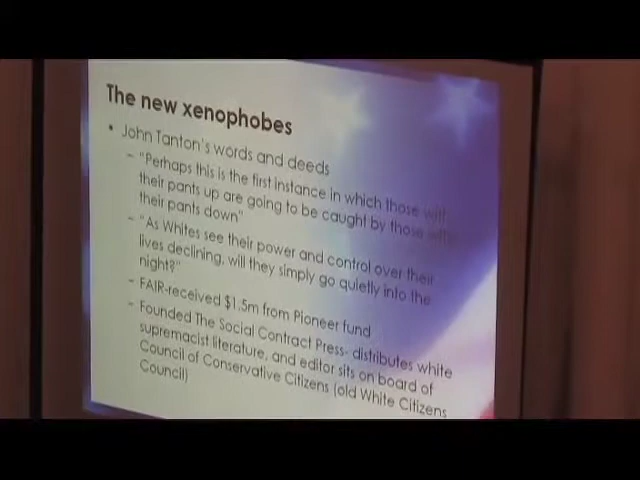 The new xenophobes
• John Tanton's words and deeds
– "Perhaps this is the first instance in which those with
their pants up are going to be caught by those with
their pants down"
– "As Whites see their power and control over their
lives declining, will they simply go quietly into the
night?"
– FAIR-received $1.5m from Pioneer fund
– Founded The Social Contract Press- distributes white
supremacist literature, and editor sits on board of
Council of Conservative Citizens (old White Citizens
Council)